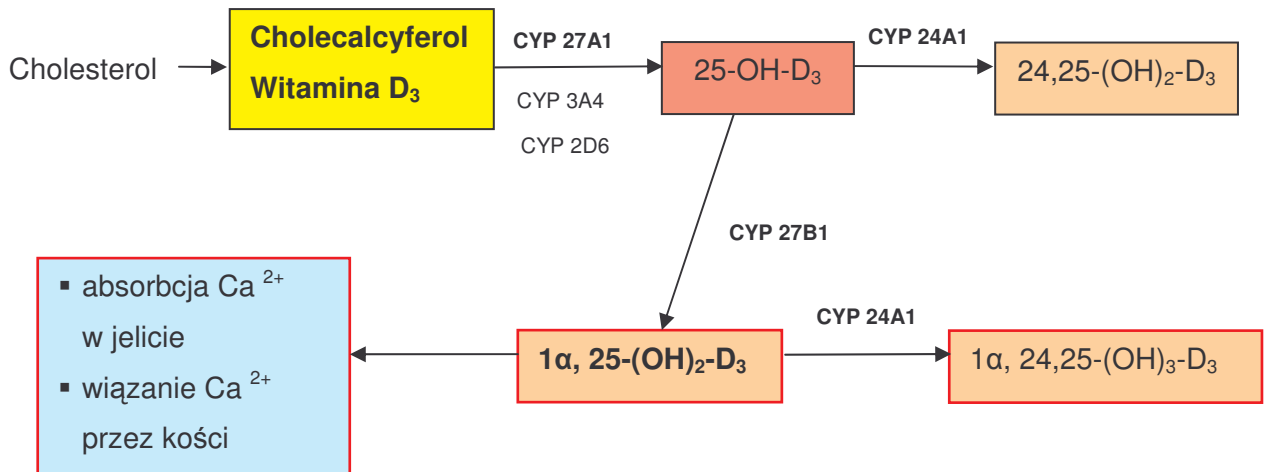 Cholesterol
Cholecalcyferol
Witamina D₃
CYP 27A1
CYP 3A4
CYP 2D6
25-OH-D₃
CYP 24A1
24,25-(OH)₂-D₃
CYP 27B1
▪ absorbcja Ca ²⁺
w jelicie
▪ wiązanie Ca ²⁺
przez kości
1α, 25-(OH)₂-D₃
CYP 24A1
1α, 24,25-(OH)₃-D₃